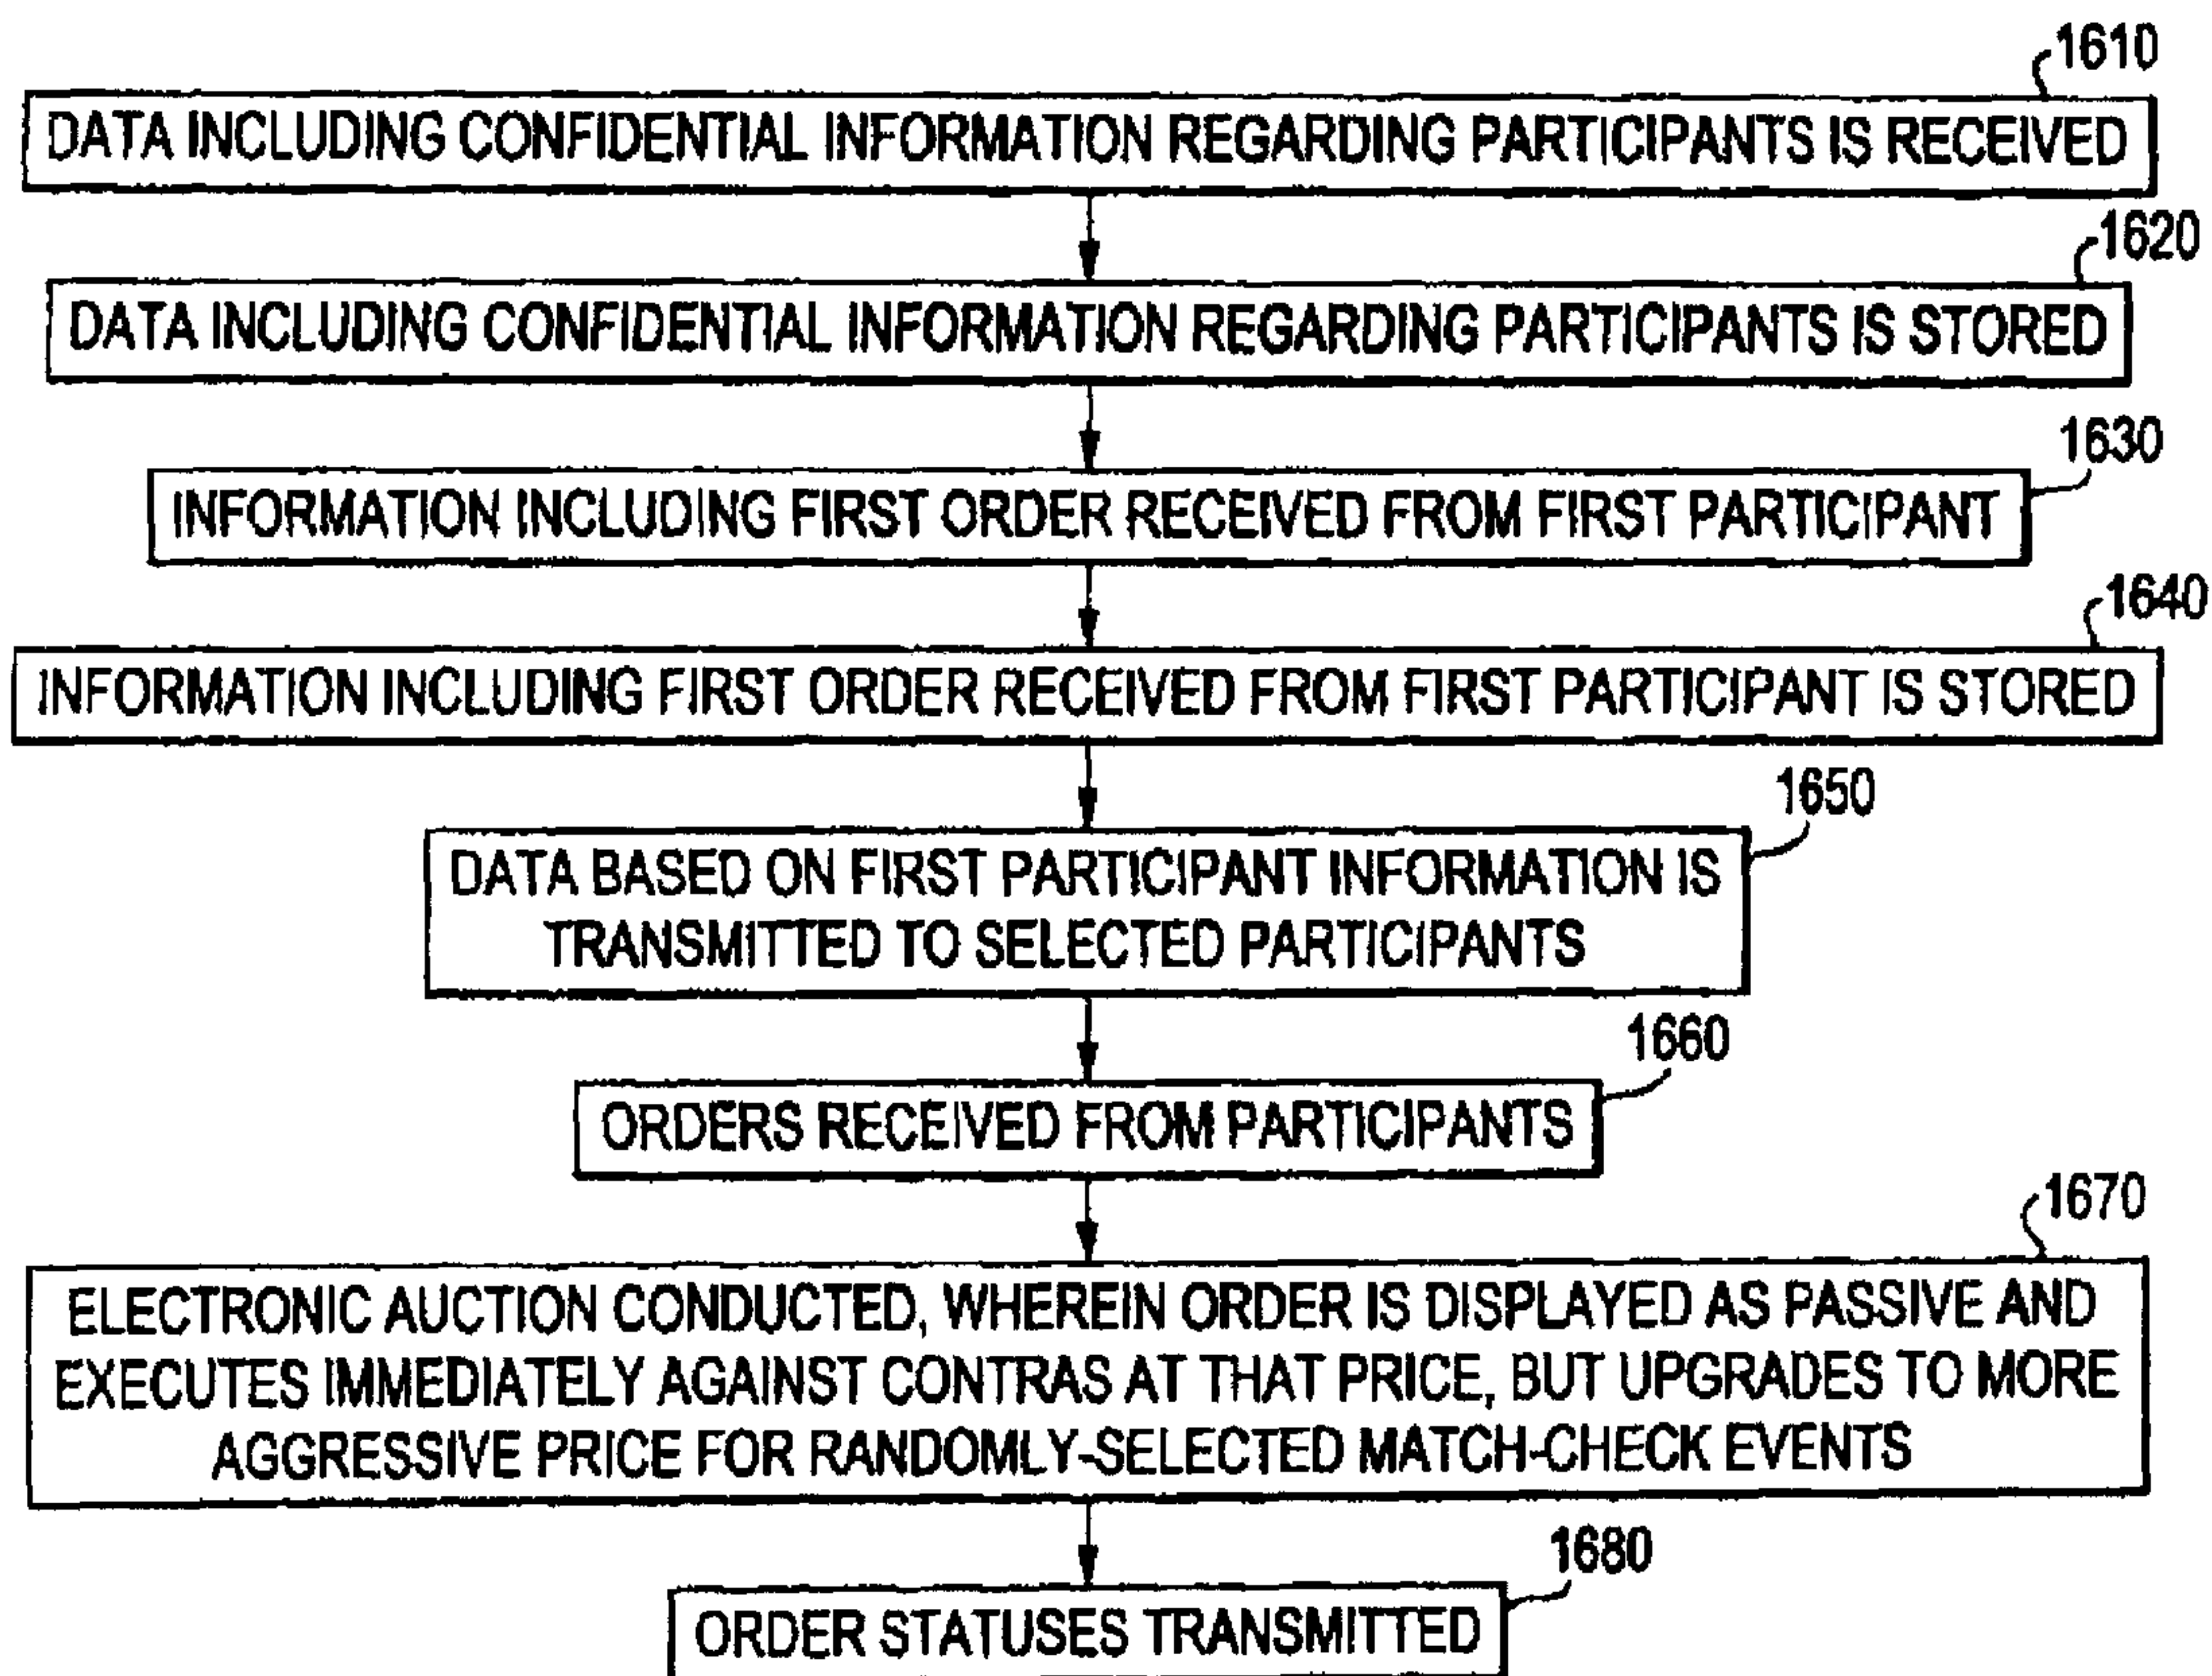 1610
DATA INCLUDING CONFIDENTIAL INFORMATION REGARDING PARTICIPANTS IS RECEIVED
1620
DATA INCLUDING CONFIDENTIAL INFORMATION REGARDING PARTICIPANTS IS STORED
1630
INFORMATION INCLUDING FIRST ORDER RECEIVED FROM FIRST PARTICIPANT
1640
INFORMATION INCLUDING FIRST ORDER RECEIVED FROM FIRST PARTICIPANT IS STORED
1650
DATA BASED ON FIRST PARTICIPANT INFORMATION IS
TRANSMITTED TO SELECTED PARTICIPANTS
1660
ORDERS RECEIVED FROM PARTICIPANTS
1670
ELECTRONIC AUCTION CONDUCTED, WHEREIN ORDER IS DISPLAYED AS PASSIVE AND
EXECUTES IMMEDIATELY AGAINST CONTRAS AT THAT PRICE, BUT UPGRADES TO MORE
AGGRESSIVE PRICE FOR RANDOMLY-SELECTED MATCH-CHECK EVENTS
1680
ORDER STATUSES TRANSMITTED